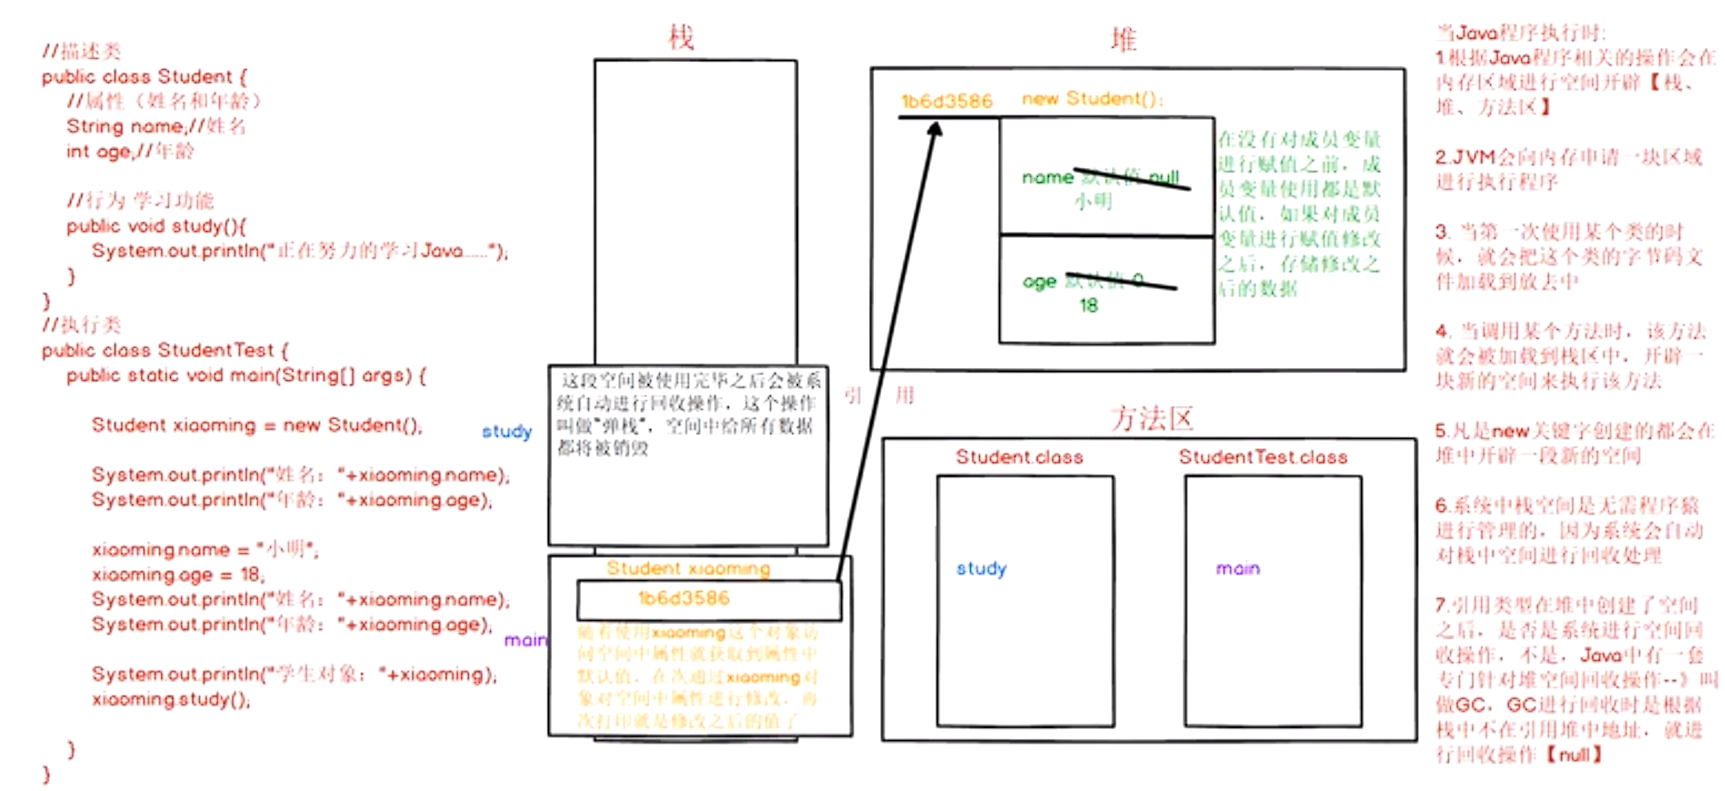 //描述类
public class Student {
//属性（姓名和年龄）
String name;//姓名
int age;//年龄
//行为 学习功能
public void study(){
System.out.println("正在努力的学习Java......");
}
}
//执行类
public class StudentTest {
public static void main(String[] args) {
Student xiaoming = new Student();
System.out.println("姓名："+xiaoming.name);
System.out.println("年龄："+xiaoming.age);
xiaoming.name = "小明";
xiaoming.age = 18;
System.out.println("姓名："+xiaoming.name);
System.out.println("年龄："+xiaoming.age);
System.out.println("学生对象："+xiaoming);
xiaoming.study();
}
}
栈
这段空间被使用完毕之后会被系
统自动进行回收操作，这个操作
叫做"弹栈"，空间中给所有数据
都将被销毁
study
Student xiaoming
1b6d3586
随着使用xiaoming这个对象访
问空间中属性就获取到属性中
默认值，在次通过xiaoming对
象对空间中属性进行修改，再
次打印就是修改之后的值了
main
引 用
堆
1b6d3586 new Student();
name 默认值 null
小明
age 默认值 0
18
在没有对成员变量
进行赋值之前，成
员变量使用都是默
认值，如果对成员
变量进行赋值修改
之后，存储修改之
后的数据
方法区
Student.class
study
StudentTest.class
main
当Java程序执行时:
1.根据Java程序相关的操作会在
内存区域进行空间开辟【栈、
堆、方法区】
2.JVM会向内存申请一块区域
进行执行程序
3. 当第一次使用某个类的时
候，就会把这个类的字节码文
件加载到放去中
4. 当调用某个方法时，该方法
就会被加载到栈区中，开辟一
块新的空间来执行该方法
5.凡是new关键字创建的都会在
堆中开辟一段新的空间
6.系统中栈空间是无需程序猿
进行管理的，因为系统会自动
对栈中空间进行回收处理
7.引用类型在堆中创建了空间
之后，是否是系统进行空间回
收操作，不是，Java中有一套
专门针对堆空间回收操作--》叫
做GC，GC进行回收时是根据
栈中不在引用堆中地址，就进
行回收操作【null】